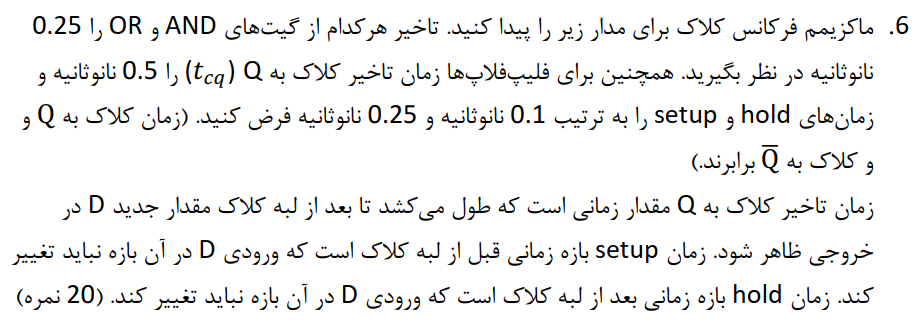 6. ماکزیمم فرکانس کلاک برای مدار زیر را پیدا کنید. تاخیر هرکدام از گیت‌های AND و OR را 0.25
نانوثانیه در نظر بگیرید. همچنین برای فلیپ‌فلاپ‌ها زمان تاخیر کلاک به Q (t_cq) را 0.5 نانوثانیه و
زمان‌های hold و setup را به ترتیب 0.1 نانوثانیه و 0.25 نانوثانیه فرض کنید. (زمان کلاک به Q و
و کلاک به Q̅ برابرند.)
زمان تاخیر کلاک به Q مقدار زمانی است که طول می‌کشد تا بعد از لبه کلاک مقدار جدید D در
خروجی ظاهر شود. زمان setup بازه زمانی قبل از لبه کلاک است که ورودی D در آن بازه نباید تغییر
کند. زمان hold بازه زمانی بعد از لبه کلاک است که ورودی D در آن بازه نباید تغییر کند. (20 نمره)